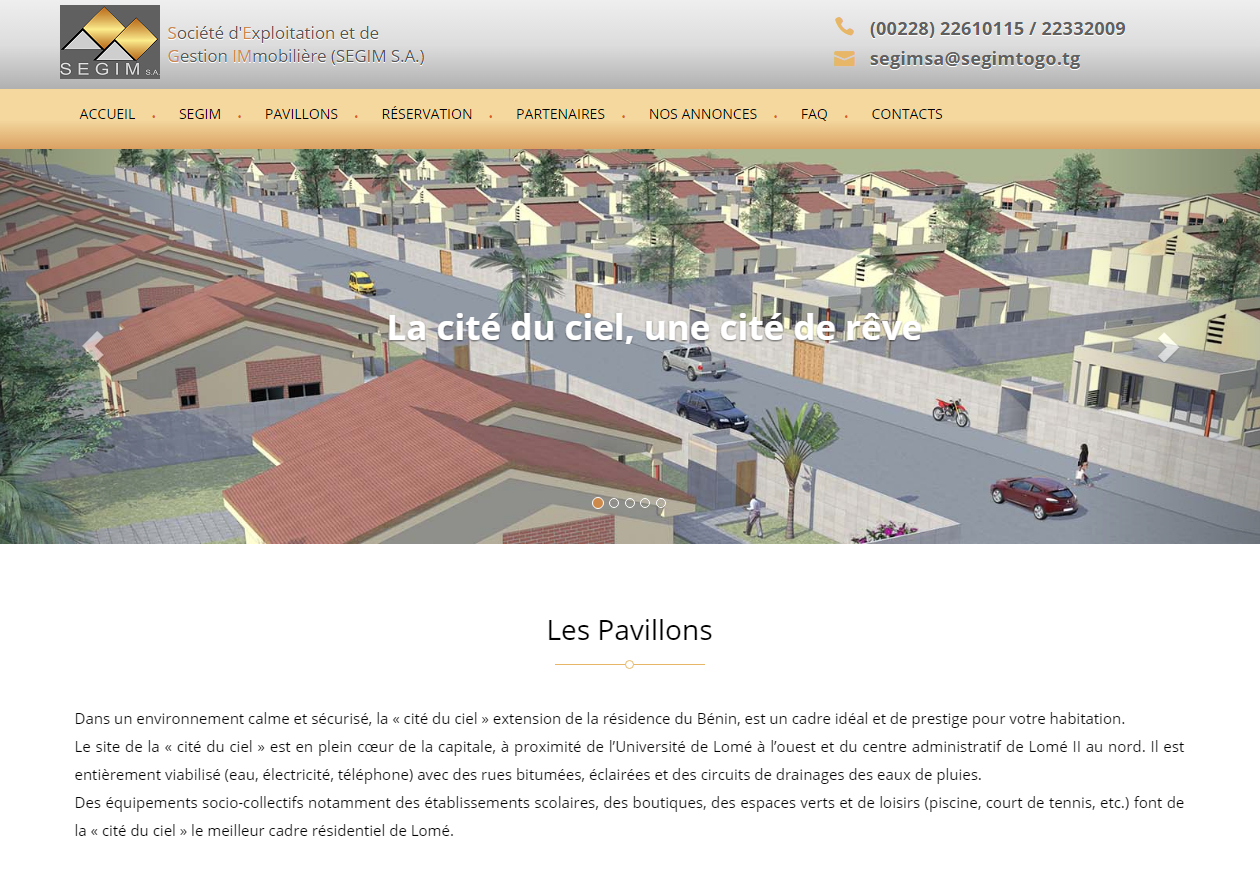 SEGIM S.A.
Société d'Exploitation et de
Gestion IMmobilière (SEGIM S.A.)
(00228) 22610115 / 22332009
segimsa@segimtogo.tg
ACCUEIL • SEGIM • PAVILLONS • RÉSERVATION • PARTENAIRES • NOS ANNONCES • FAQ • CONTACTS
La cité du ciel, une cité de rêve
Les Pavillons
Dans un environnement calme et sécurisé, la « cité du ciel » extension de la résidence du Bénin, est un cadre idéal et de prestige pour votre habitation.
Le site de la « cité du ciel » est en plein cœur de la capitale, à proximité de l’Université de Lomé à l’ouest et du centre administratif de Lomé II au nord. Il est
entièrement viabilisé (eau, électricité, téléphone) avec des rues bitumées, éclairées et des circuits de drainages des eaux de pluies.
Des équipements socio-collectifs notamment des établissements scolaires, des boutiques, des espaces verts et de loisirs (piscine, court de tennis, etc.) font de
la « cité du ciel » le meilleur cadre résidentiel de Lomé.